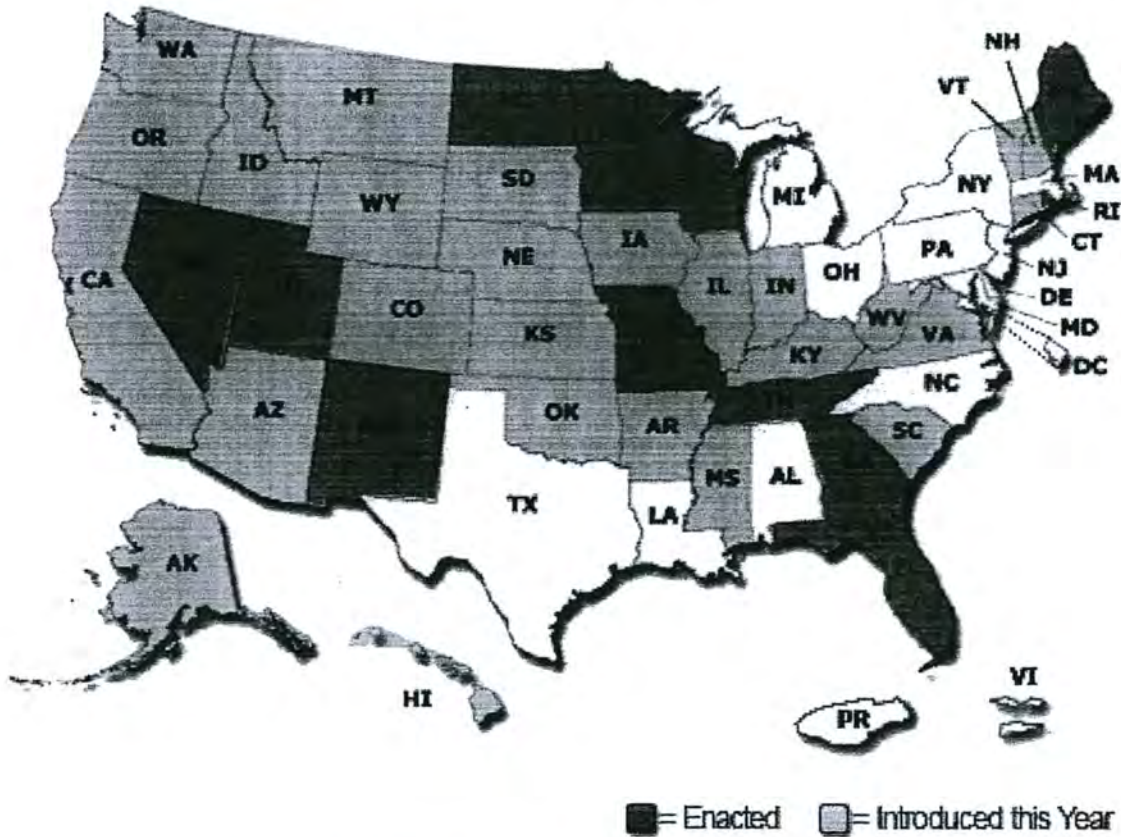 WA
NH
VT
MT
OR
ID
SD
WY
MI
NY
MA
RI
CT
IA
NE
PA
NJ
OH
IL
IN
DE
CA
CO
WV
VA
MD
KS
KY
DC
NC
AZ
OK
AR
TN
SC
MS
AL
TX
LA
AK
HI
VI
PR
= Enacted = Introduced this Year